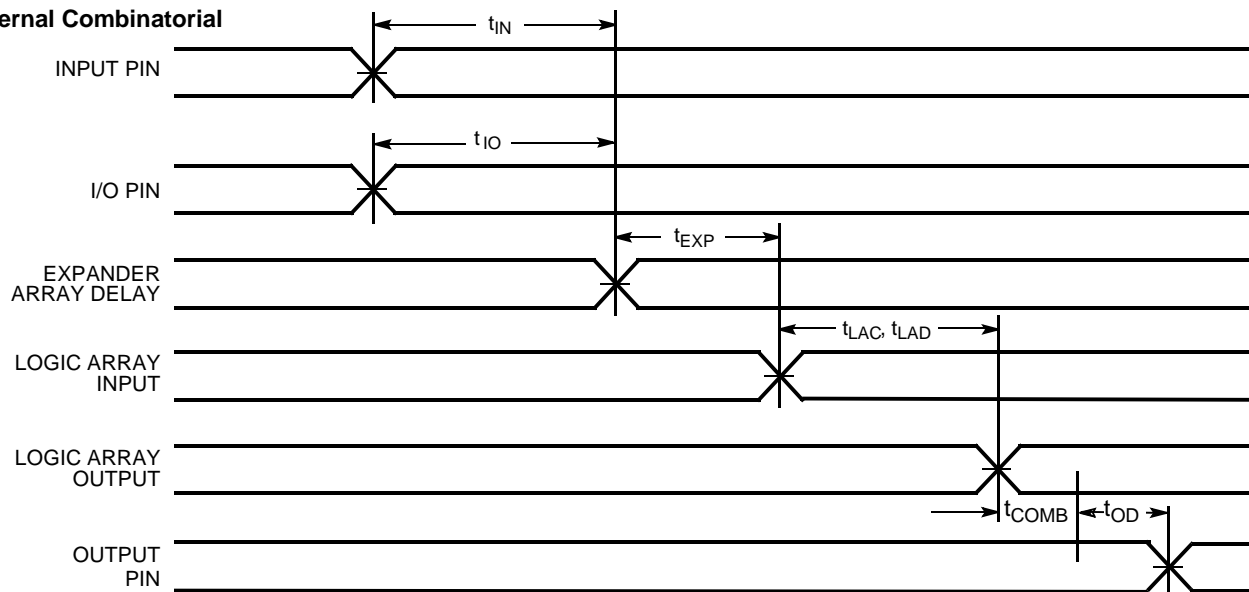 ernal Combinatorial
tIN
INPUT PIN
tIO
I/O PIN
tEXP
EXPANDER
ARRAY DELAY
tLAC, tLAD
LOGIC ARRAY
INPUT
LOGIC ARRAY
OUTPUT
tCOMB
tOD
OUTPUT
PIN